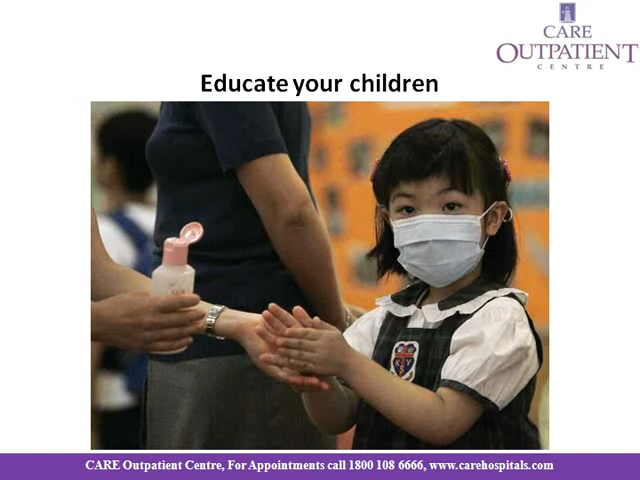 CARE
OUTPATIENT
CENTRE
Educate your children
CARE Outpatient Centre, For Appointments call 1800 108 6666, www.carehospitals.com